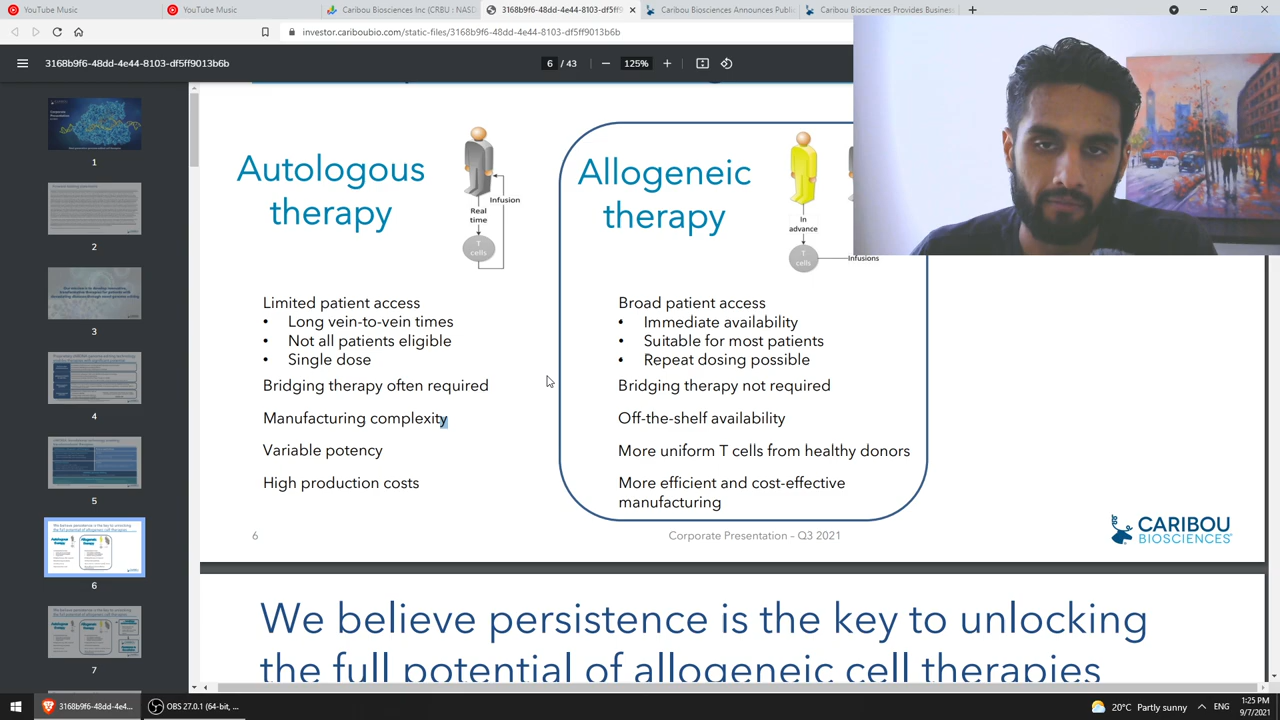 YouTube Music
YouTube Music
Caribou Biosciences Inc (CRBU : NASD
3168b9f6-48dd-4e44-8103-df5ff9
Caribou Biosciences Announces Publi
Caribou Biosciences Provides Busines
investor.cariboubio.com/static-files/3168b9f6-48dd-4e44-8103-df5ff9013b6b
3168b9f6-48dd-4e44-8103-df5ff9013b6b
6 / 43
125%
1
2
3
4
5
6
7
Autologous
therapy
Real
time
T
cells
Infusion
Limited patient access
• Long vein-to-vein times
• Not all patients eligible
• Single dose
Bridging therapy often required
Manufacturing complexity
Variable potency
High production costs
Allogeneic
therapy
In
advance
T
cells
Infusions
Broad patient access
• Immediate availability
• Suitable for most patients
• Repeat dosing possible
Bridging therapy not required
Off-the-shelf availability
More uniform T cells from healthy donors
More efficient and cost-effective
manufacturing
6
Corporate Presentation – Q3 2021
CARIBOU
BIOSCIENCES
We believe persistence is the key to unlocking
the full potential of allogeneic cell therapies
3168b9f6-48dd-4e4...
OBS 27.0.1 (64-bit, ...
20°C Partly sunny
ENG
1:25 PM
9/7/2021